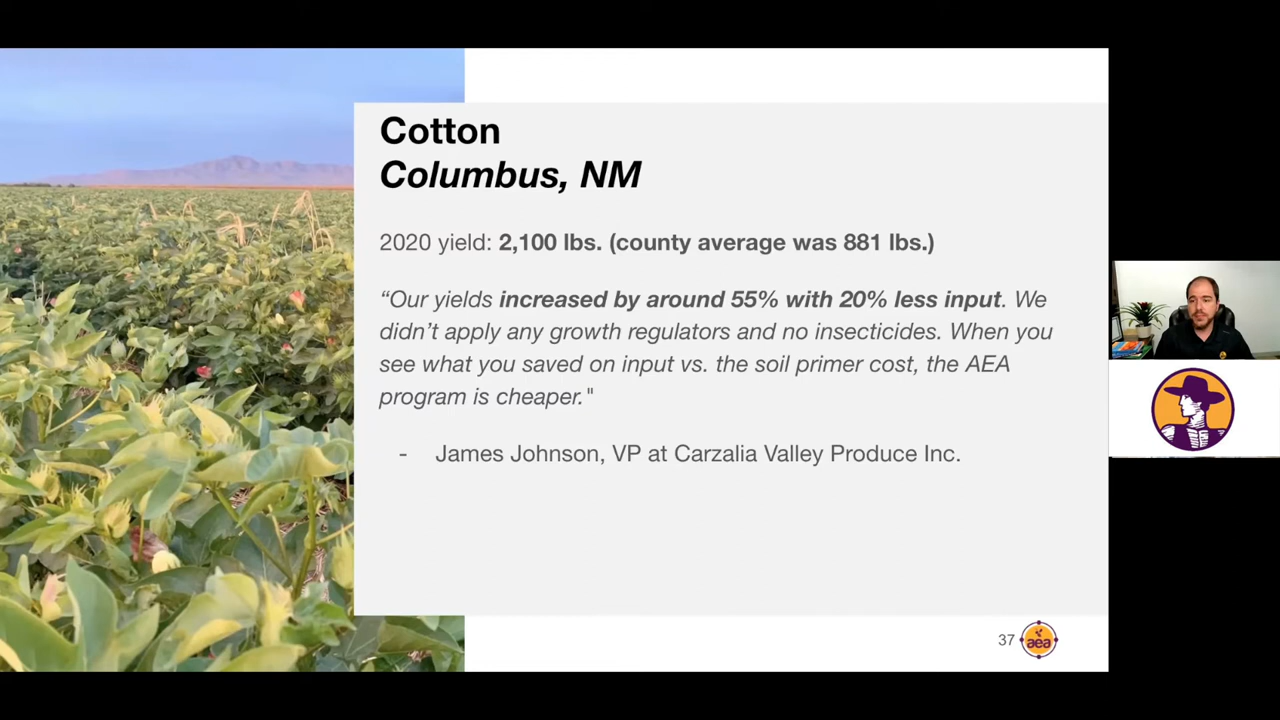 Cotton
Columbus, NM
2020 yield: 2,100 lbs. (county average was 881 lbs.)
“Our yields increased by around 55% with 20% less input. We
didn’t apply any growth regulators and no insecticides. When you
see what you saved on input vs. the soil primer cost, the AEA
program is cheaper."
- James Johnson, VP at Carzalia Valley Produce Inc.
37
aea